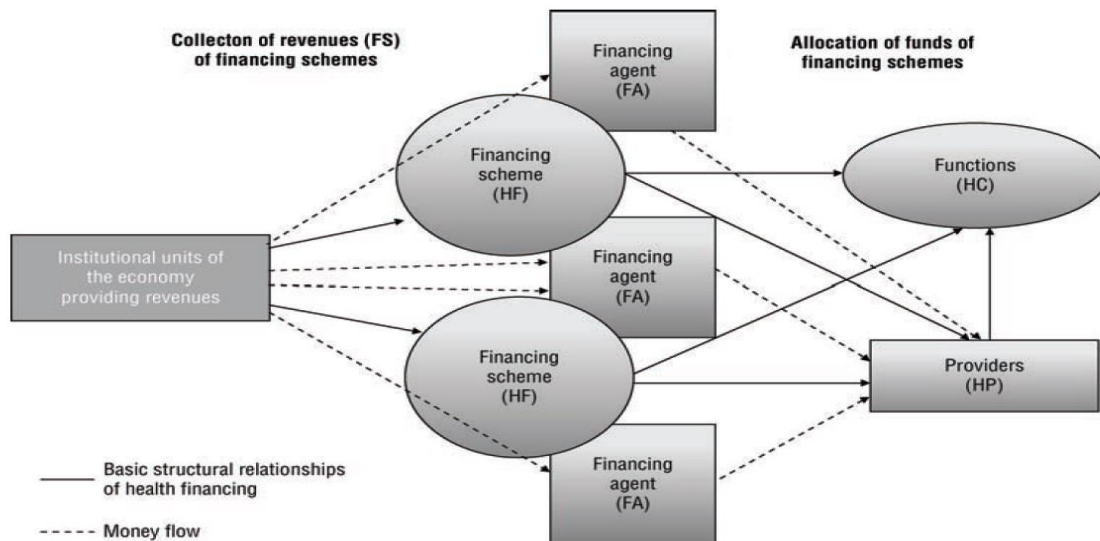 Collecton of revenues (FS)
of financing schemes
Financing
agent
(FA)
Allocation of funds of
financing schemes
Financing
scheme
(HF)
Functions
(HC)
Institutional units of
the economy
providing revenues
Financing
agent
(FA)
Financing
scheme
(HF)
Providers
(HP)
Financing
agent
(FA)
Basic structural relationships
of health financing
Money flow